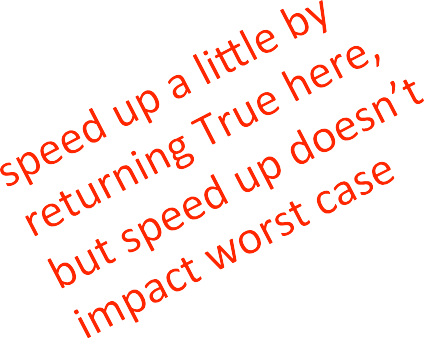 speed up a little by
returning True here,
but speed up doesn’t
impact worst case